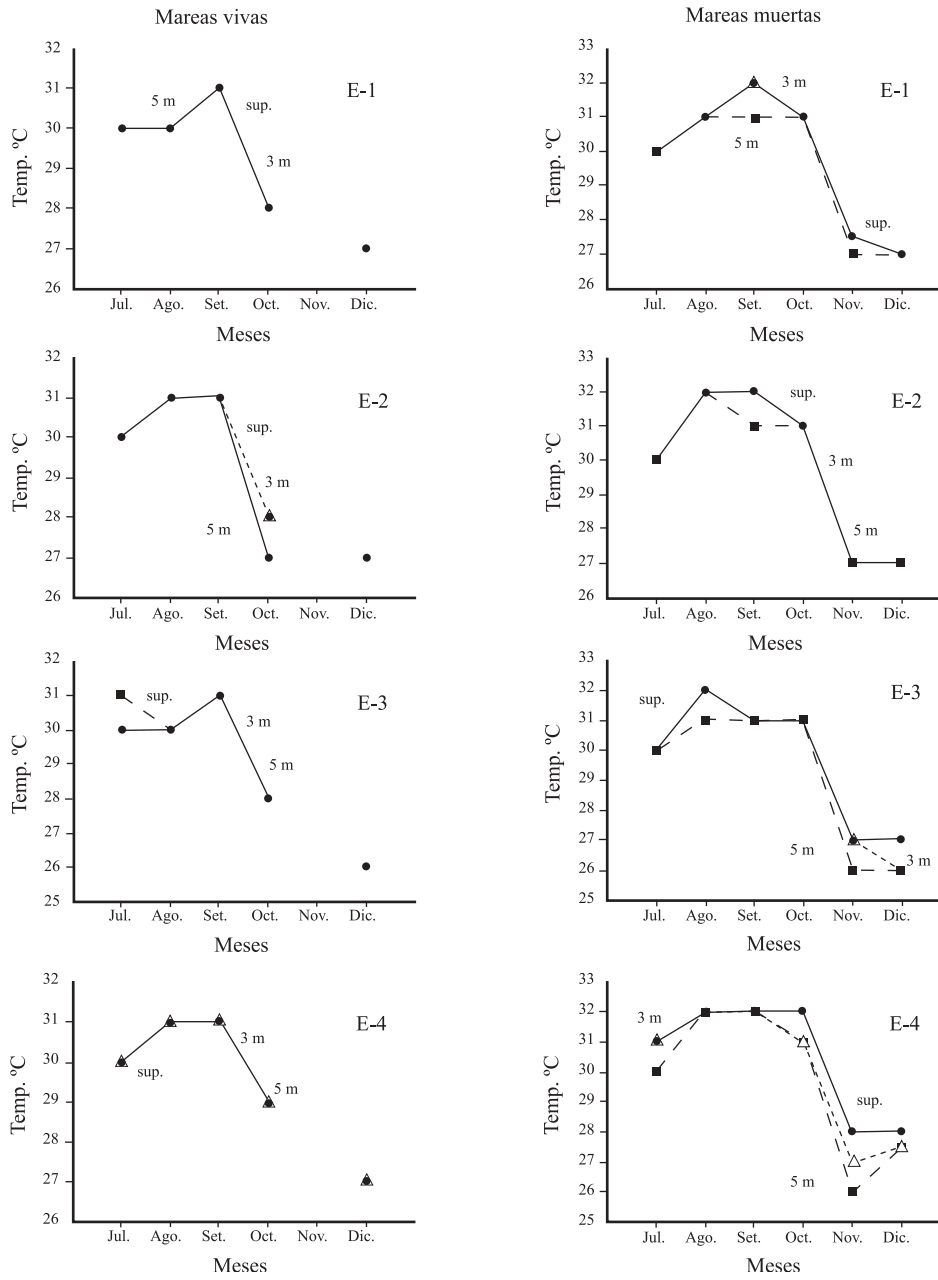 Mareas vivas
Mareas muertas
32
31
30
29
28
27
26
Temp. ºC
E-1
5 m
sup.
3 m
Jul. Ago. Set. Oct. Nov. Dic.
Meses
33
32
31
30
29
28
27
26
Temp. ºC
E-1
3 m
5 m
sup.
Jul. Ago. Set. Oct. Nov. Dic.
Meses
32
31
30
29
28
27
26
Temp. ºC
E-2
sup.
3 m
5 m
Jul. Ago. Set. Oct. Nov. Dic.
Meses
33
32
31
30
29
28
27
26
Temp. ºC
E-2
sup.
3 m
5 m
Jul. Ago. Set. Oct. Nov. Dic.
Meses
32
31
30
29
28
27
26
25
Temp. ºC
E-3
sup.
3 m
5 m
Jul. Ago. Set. Oct. Nov. Dic.
Meses
33
32
31
30
29
28
27
26
25
Temp. ºC
E-3
sup.
5 m
3 m
Jul. Ago. Set. Oct. Nov. Dic.
Meses
32
31
30
29
28
27
26
Temp. ºC
E-4
3 m
sup.
5 m
Jul. Ago. Set. Oct. Nov. Dic.
Meses
33
32
31
30
29
28
27
26
25
Temp. ºC
E-4
3 m
sup.
5 m
Jul. Ago. Set. Oct. Nov. Dic.
Meses